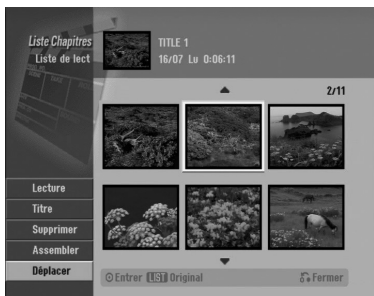 Liste Chapitres
Liste de lect
TITLE 1
16/07 Lu 0:06:11
2/11
Lecture
Titre
Supprimer
Assembler
Déplacer
Entrer LIST Original
Fermer